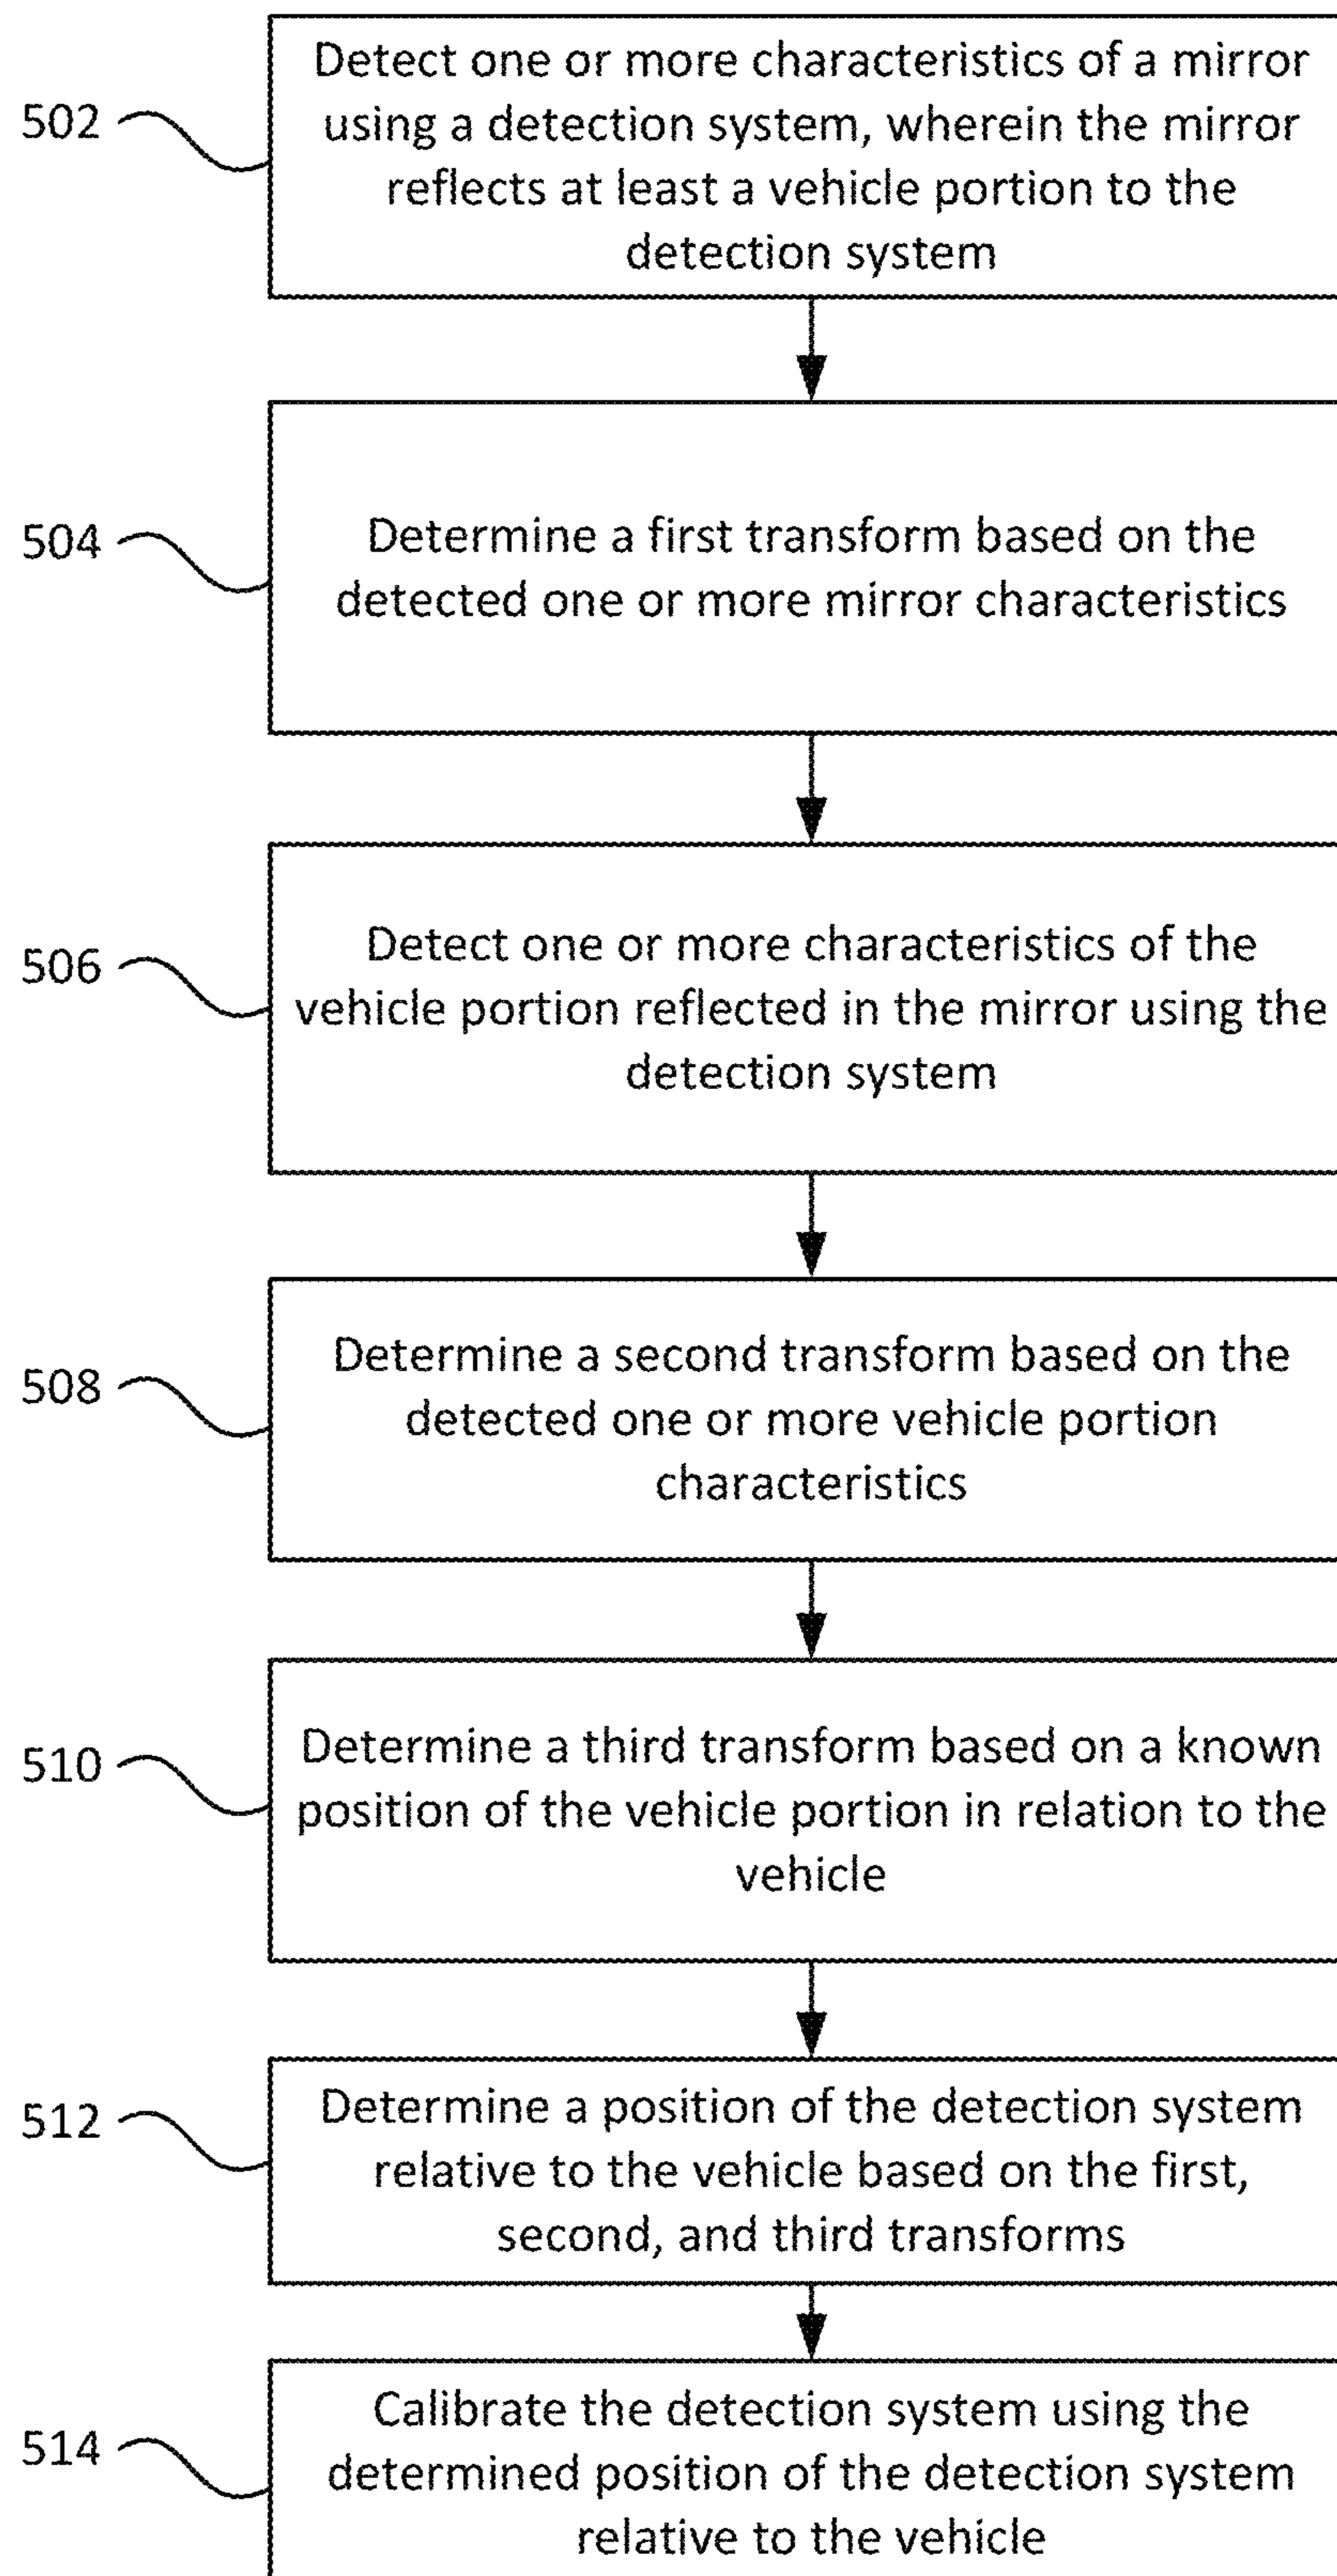 502
Detect one or more characteristics of a mirror
using a detection system, wherein the mirror
reflects at least a vehicle portion to the
detection system
504
Determine a first transform based on the
detected one or more mirror characteristics
506
Detect one or more characteristics of the
vehicle portion reflected in the mirror using the
detection system
508
Determine a second transform based on the
detected one or more vehicle portion
characteristics
510
Determine a third transform based on a known
position of the vehicle portion in relation to the
vehicle
512
Determine a position of the detection system
relative to the vehicle based on the first,
second, and third transforms
514
Calibrate the detection system using the
determined position of the detection system
relative to the vehicle